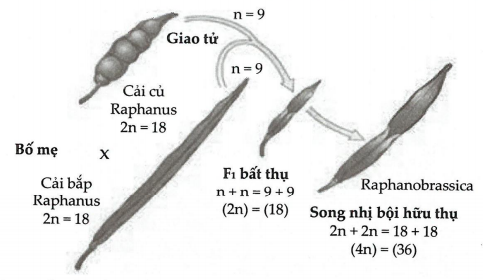 n = 9
Giao tử
n = 9
Cải củ
Raphanus
2n = 18
Bố mẹ
x
Cải bắp
Raphanus
2n = 18
F₁ bất thụ
n + n = 9 + 9
(2n) = (18)
Raphanobrassica
Song nhị bội hữu thụ
2n + 2n = 18 + 18
(4n) = (36)